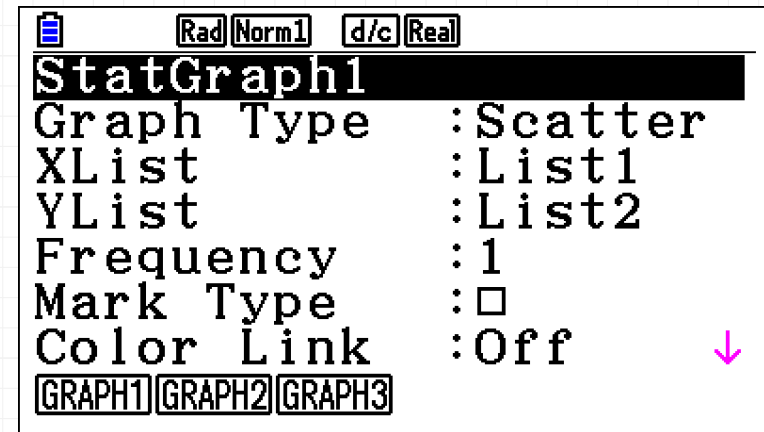 Rad Norm1 d/c Real
StatGraph1
Graph Type :Scatter
XList :List1
YList :List2
Frequency :1
Mark Type :□
Color Link :Off ↓
GRAPH1 GRAPH2 GRAPH3